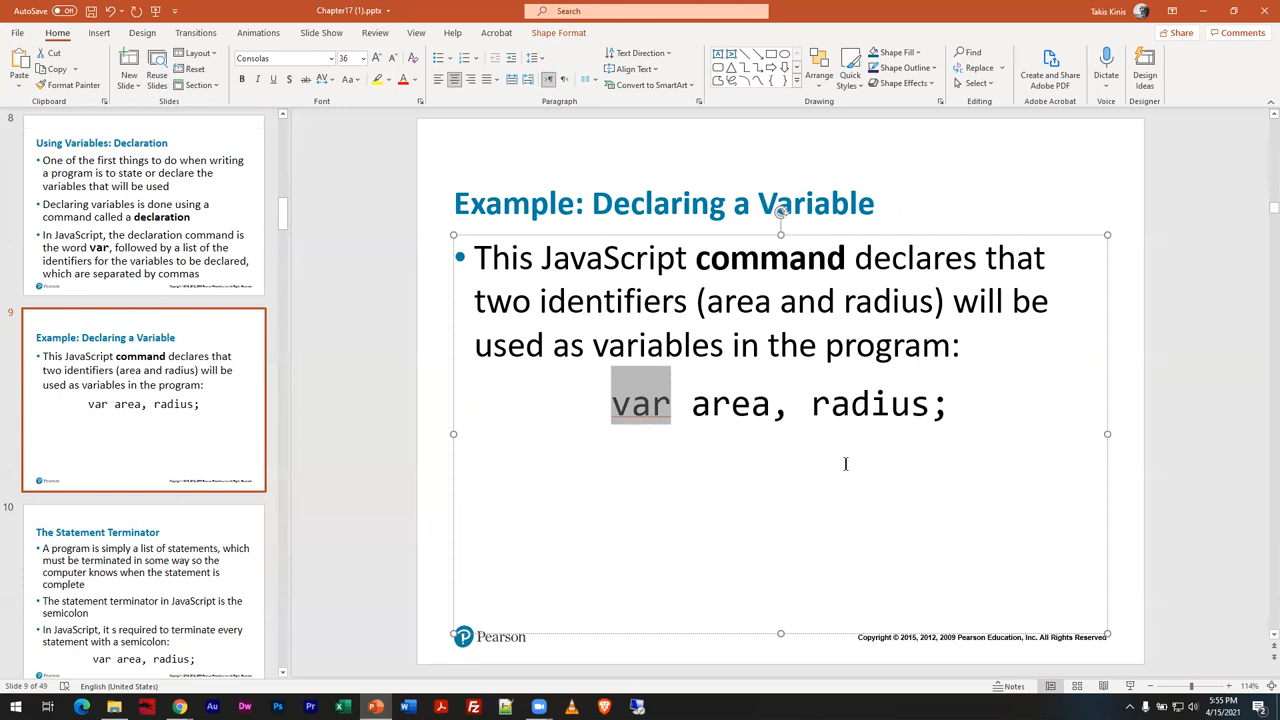 AutoSave Off Chapter17 (1).pptx Search Takis Kinis
File Home Insert Design Transitions Animations Slide Show Review View Help Acrobat Shape Format Share Comments
Paste Cut Copy Format Painter
Clipboard
New Slide Reuse Slides Layout Reset Section
Slides
Consolas 36
B I U S ab AV Aa A
Font
Text Direction Align Text Convert to SmartArt
Paragraph
Arrange Quick Styles Shape Fill Shape Outline Shape Effects
Drawing
Find Replace Select
Editing
Create and Share Adobe PDF
Adobe Acrobat
Dictate
Voice
Design Ideas
Designer
8
Using Variables: Declaration
• One of the first things to do when writing
a program is to state or declare the
variables that will be used
• Declaring variables is done using a
command called a declaration
• In JavaScript, the declaration command is
the word var, followed by a list of the
identifiers for the variables to be declared,
which are separated by commas
Pearson
9
Example: Declaring a Variable
• This JavaScript command declares that
two identifiers (area and radius) will be
used as variables in the program:
var area, radius;
Pearson
10
The Statement Terminator
• A program is simply a list of statements, which
must be terminated in some way so the
computer knows when the statement is
complete
• The statement terminator in JavaScript is the
semicolon
• In JavaScript, it s required to terminate every
statement with a semicolon:
var area, radius;
Pearson
Example: Declaring a Variable
• This JavaScript command declares that
two identifiers (area and radius) will be
used as variables in the program:
var area, radius;
Pearson
Copyright © 2015, 2012, 2009 Pearson Education, Inc. All Rights Reserved
Slide 9 of 49 English (United States) Notes 114%
Au Dw Ps Pr
5:55 PM
4/15/2021